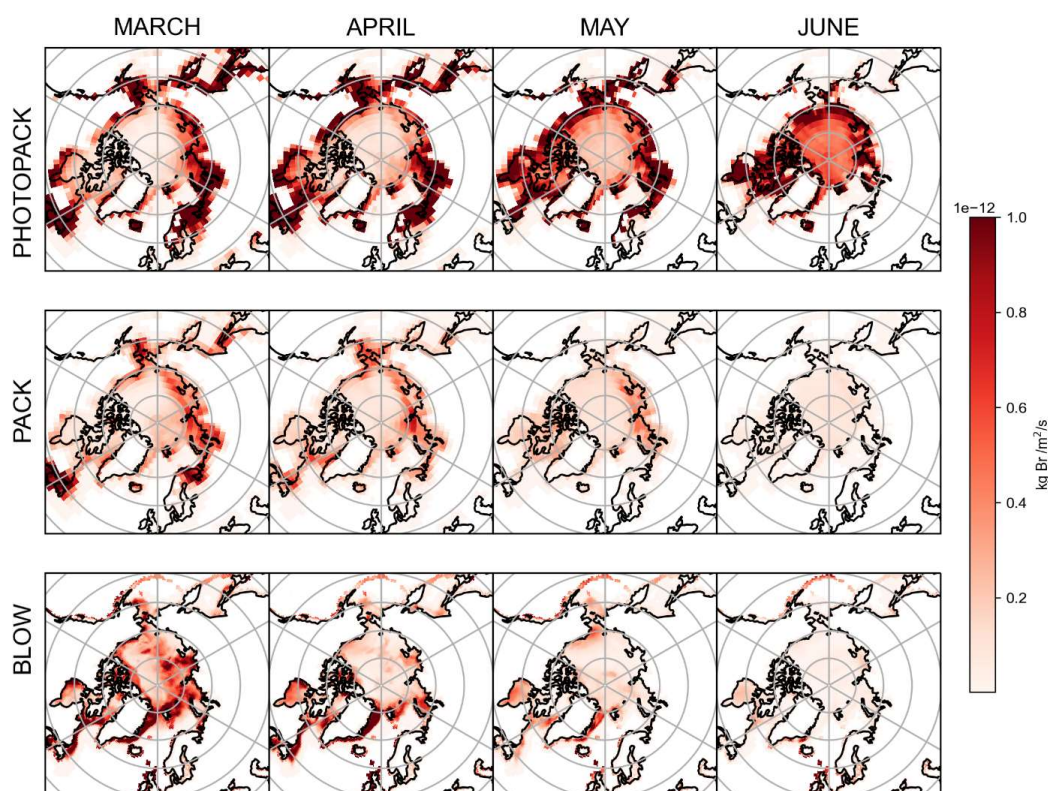 MARCH APRIL MAY JUNE
PHOTOPACK
PACK
BLOW
1e−12
1.0
0.8
0.6
0.4
0.2
kg Br /m²/s